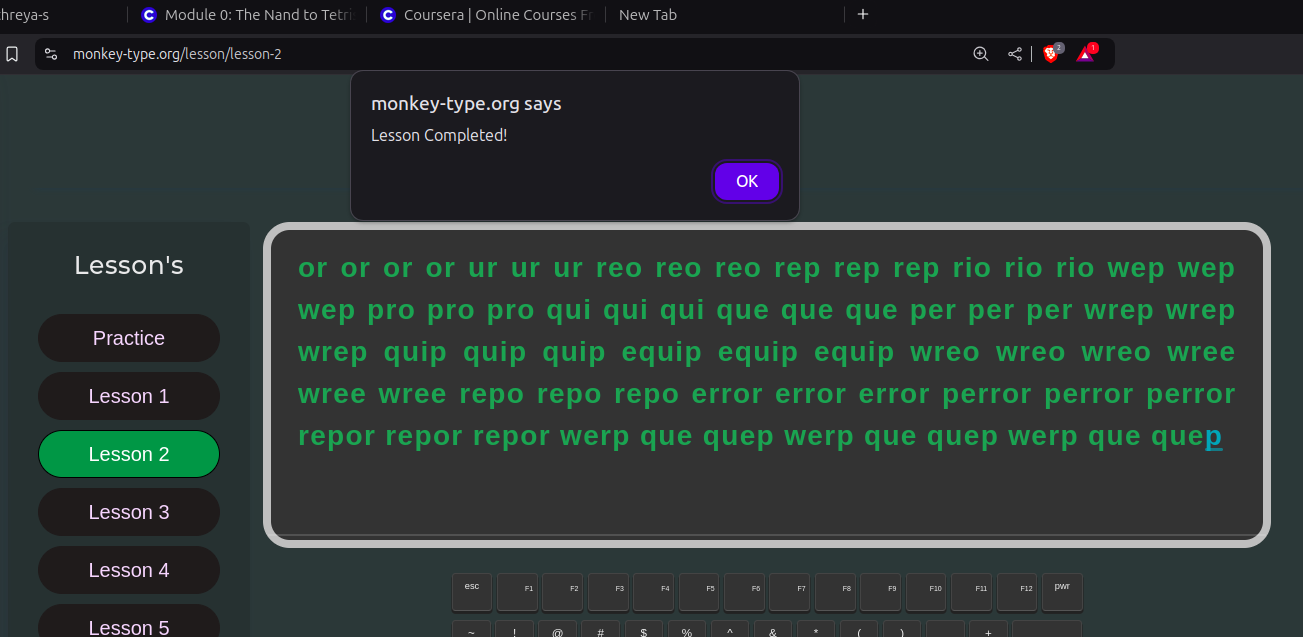 hreya-s
Module 0: The Nand to Tetris
Coursera | Online Courses Fr
New Tab
monkey-type.org/lesson/lesson-2
2
1
monkey-type.org says
Lesson Completed!
OK
Lesson's
Practice
Lesson 1
Lesson 2
Lesson 3
Lesson 4
Lesson 5
or or or or ur ur ur reo reo reo rep rep rep rio rio rio wep wep
wep pro pro pro qui qui qui que que que per per per wrep wrep
wrep quip quip quip equip equip equip wreo wreo wreo wree
wree wree repo repo repo error error error perror perror perror
repor repor repor werp que quep werp que quep werp que quep
esc F1 F2 F3 F4 F5 F6 F7 F8 F9 F10 F11 F12 pwr
~ ! @ # $ % ^ & * ( ) +